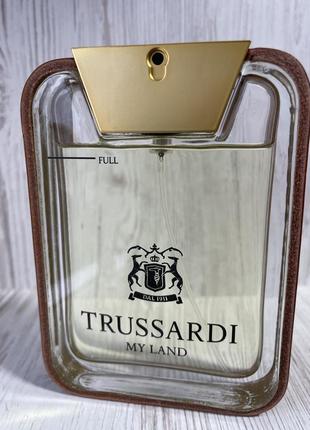 FULL
DAL 1911
TRUSSARDI
MY LAND